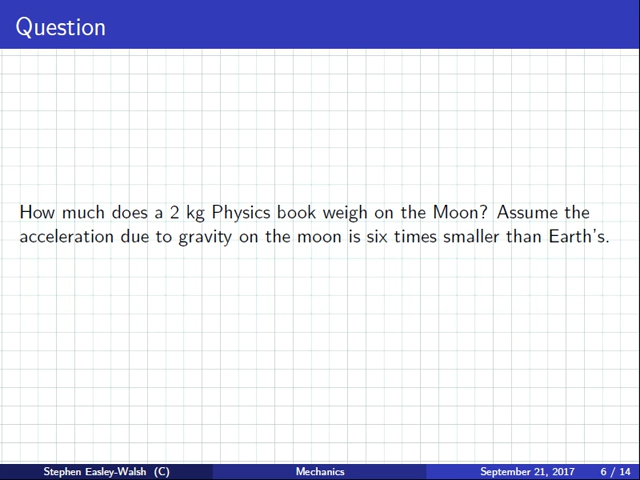 Question
How much does a 2 kg Physics book weigh on the Moon? Assume the
acceleration due to gravity on the moon is six times smaller than Earth's.
Stephen Easley-Walsh (C) Mechanics September 21, 2017 6 / 14